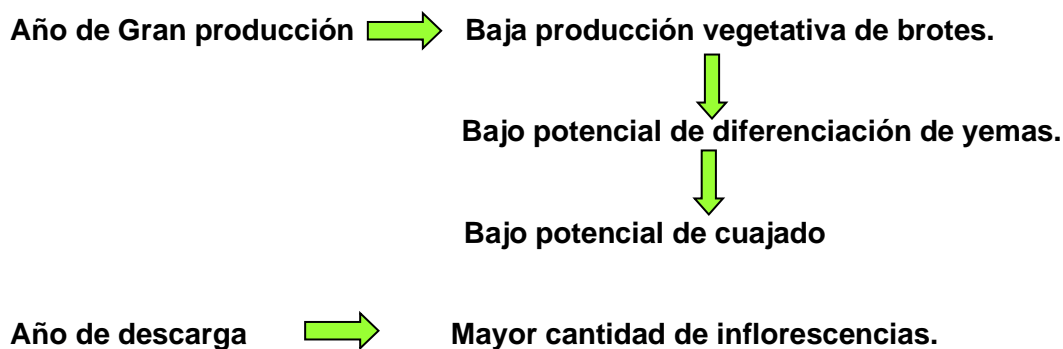 Año de Gran producción Baja producción vegetativa de brotes.
Bajo potencial de diferenciación de yemas.
Bajo potencial de cuajado
Año de descarga Mayor cantidad de inflorescencias.